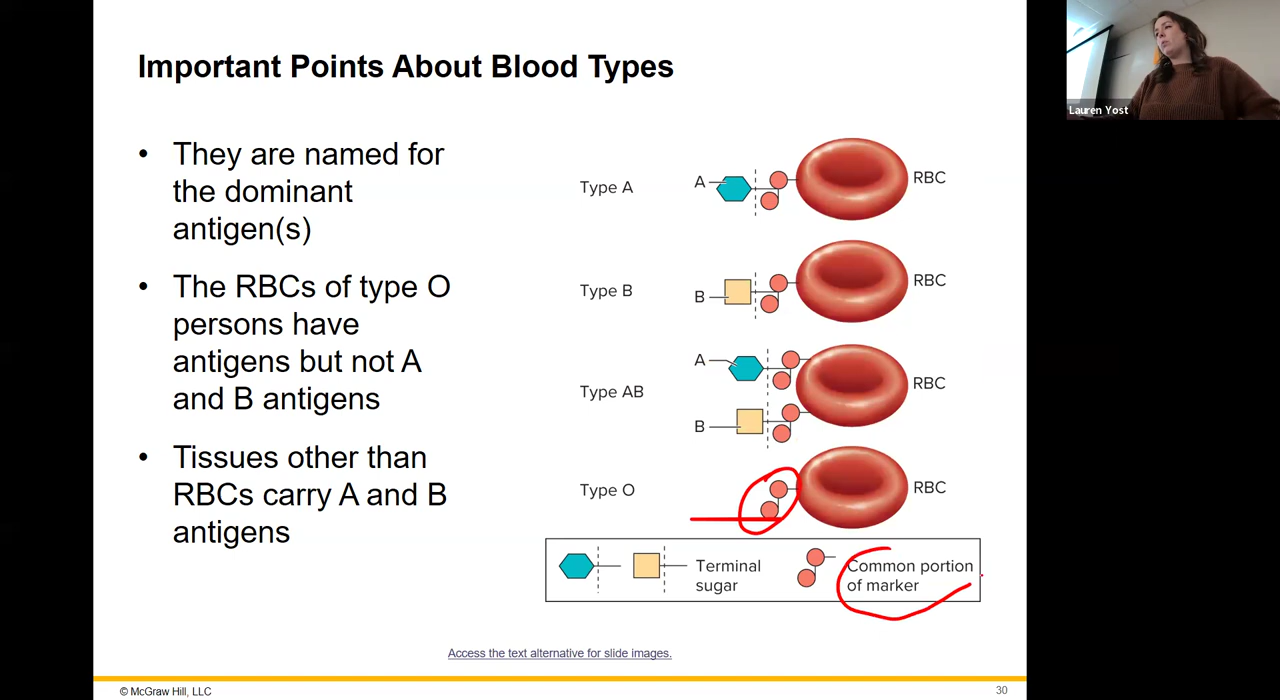 Important Points About Blood Types
• They are named for
the dominant
antigen(s)
• The RBCs of type O
persons have
antigens but not A
and B antigens
• Tissues other than
RBCs carry A and B
antigens
Type A
A
RBC
Type B
B
RBC
Type AB
A
B
RBC
Type O
RBC
Terminal
sugar
Common portion
of marker
Access the text alternative for slide images.
© McGraw Hill, LLC
30
Lauren Yost